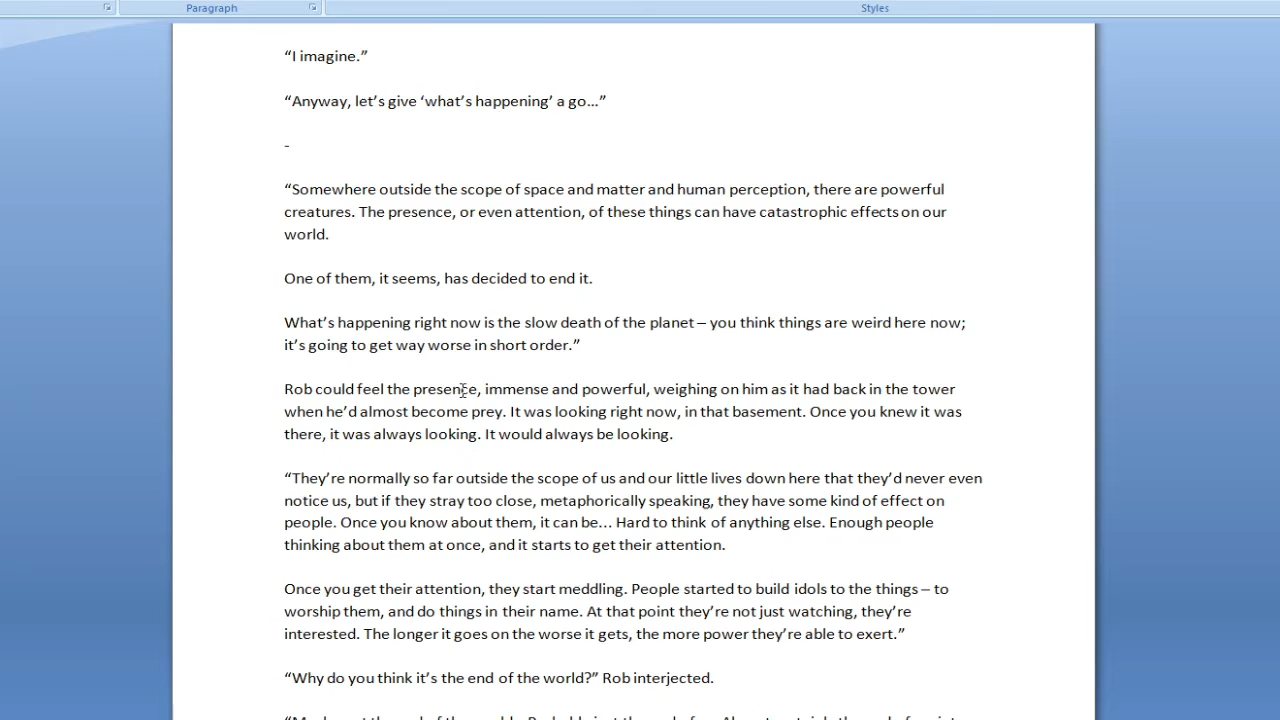 Paragraph
Styles
“I imagine.”
“Anyway, let’s give ‘what’s happening’ a go…”
-
“Somewhere outside the scope of space and matter and human perception, there are powerful
creatures. The presence, or even attention, of these things can have catastrophic effects on our
world.
One of them, it seems, has decided to end it.
What’s happening right now is the slow death of the planet – you think things are weird here now;
it’s going to get way worse in short order.”
Rob could feel the presence, immense and powerful, weighing on him as it had back in the tower
when he’d almost become prey. It was looking right now, in that basement. Once you knew it was
there, it was always looking. It would always be looking.
“They’re normally so far outside the scope of us and our little lives down here that they’d never even
notice us, but if they stray too close, metaphorically speaking, they have some kind of effect on
people. Once you know about them, it can be... Hard to think of anything else. Enough people
thinking about them at once, and it starts to get their attention.
Once you get their attention, they start meddling. People started to build idols to the things – to
worship them, and do things in their name. At that point they’re not just watching, they’re
interested. The longer it goes on the worse it gets, the more power they’re able to exert.”
“Why do you think it’s the end of the world?” Rob interjected.